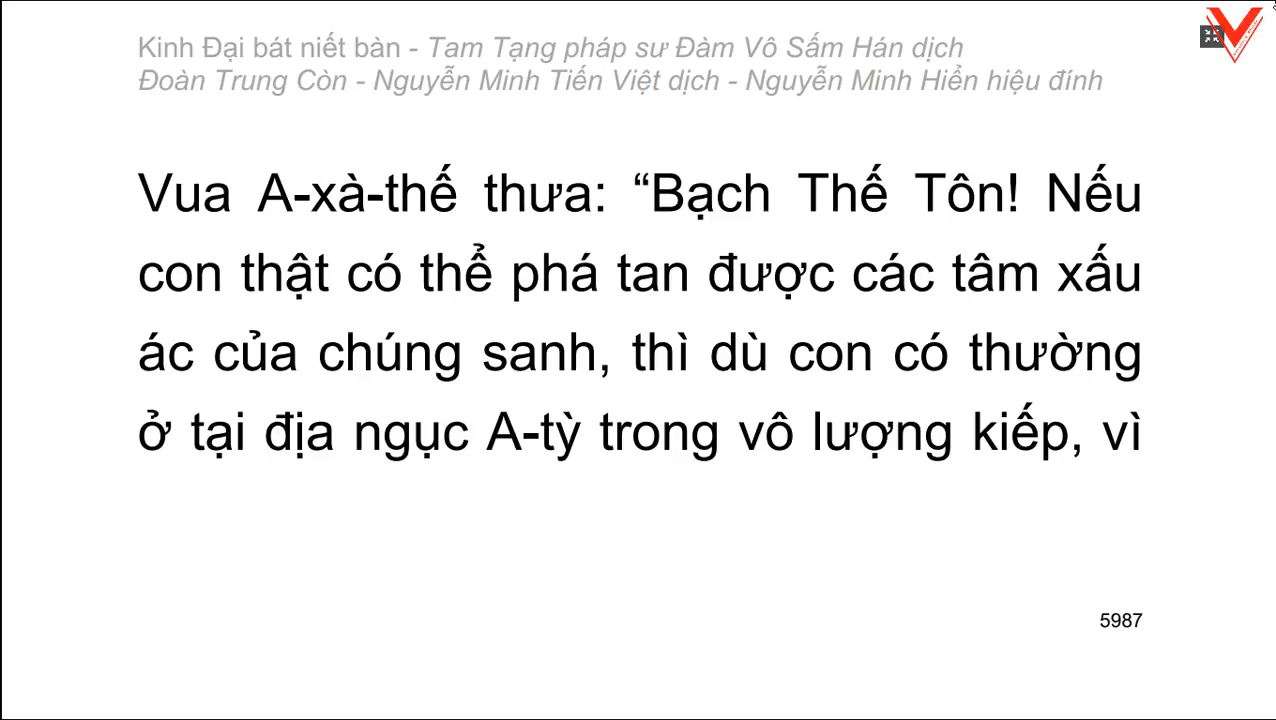 Kinh Đại bát niết bàn - Tam Tạng pháp sư Đàm Vô Sấm Hán dịch
Đoàn Trung Còn - Nguyễn Minh Tiến Việt dịch - Nguyễn Minh Hiển hiệu đính
Vua A-xà-thế thưa: “Bạch Thế Tôn! Nếu
con thật có thể phá tan được các tâm xấu
ác của chúng sanh, thì dù con có thường
ở tại địa ngục A-tỳ trong vô lượng kiếp, vì
5987